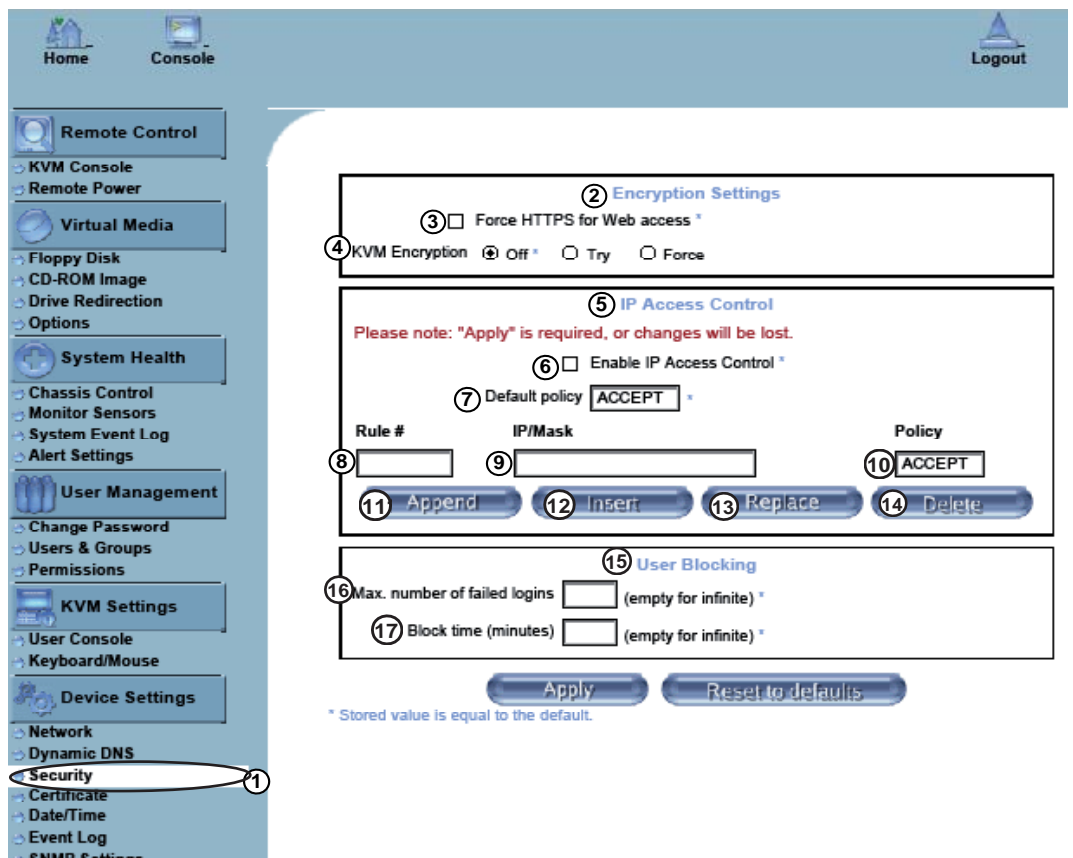 Home
Console
Logout
Remote Control
KVM Console
Remote Power
Virtual Media
Floppy Disk
CD-ROM Image
Drive Redirection
Options
System Health
Chassis Control
Monitor Sensors
System Event Log
Alert Settings
User Management
Change Password
Users & Groups
Permissions
KVM Settings
User Console
Keyboard/Mouse
Device Settings
Network
Dynamic DNS
Security 1
Certificate
Date/Time
Event Log
SNMP Settings
2 Encryption Settings
3 Force HTTPS for Web access *
4 KVM Encryption Off * Try Force
5 IP Access Control
Please note: "Apply" is required, or changes will be lost.
6 Enable IP Access Control *
7 Default policy ACCEPT *
Rule # IP/Mask Policy
8 9 10 ACCEPT
11 Append 12 Insert 13 Replace 14 Delete
15 User Blocking
16 Max. number of failed logins (empty for infinite) *
17 Block time (minutes) (empty for infinite) *
Apply Reset to defaults
* Stored value is equal to the default.